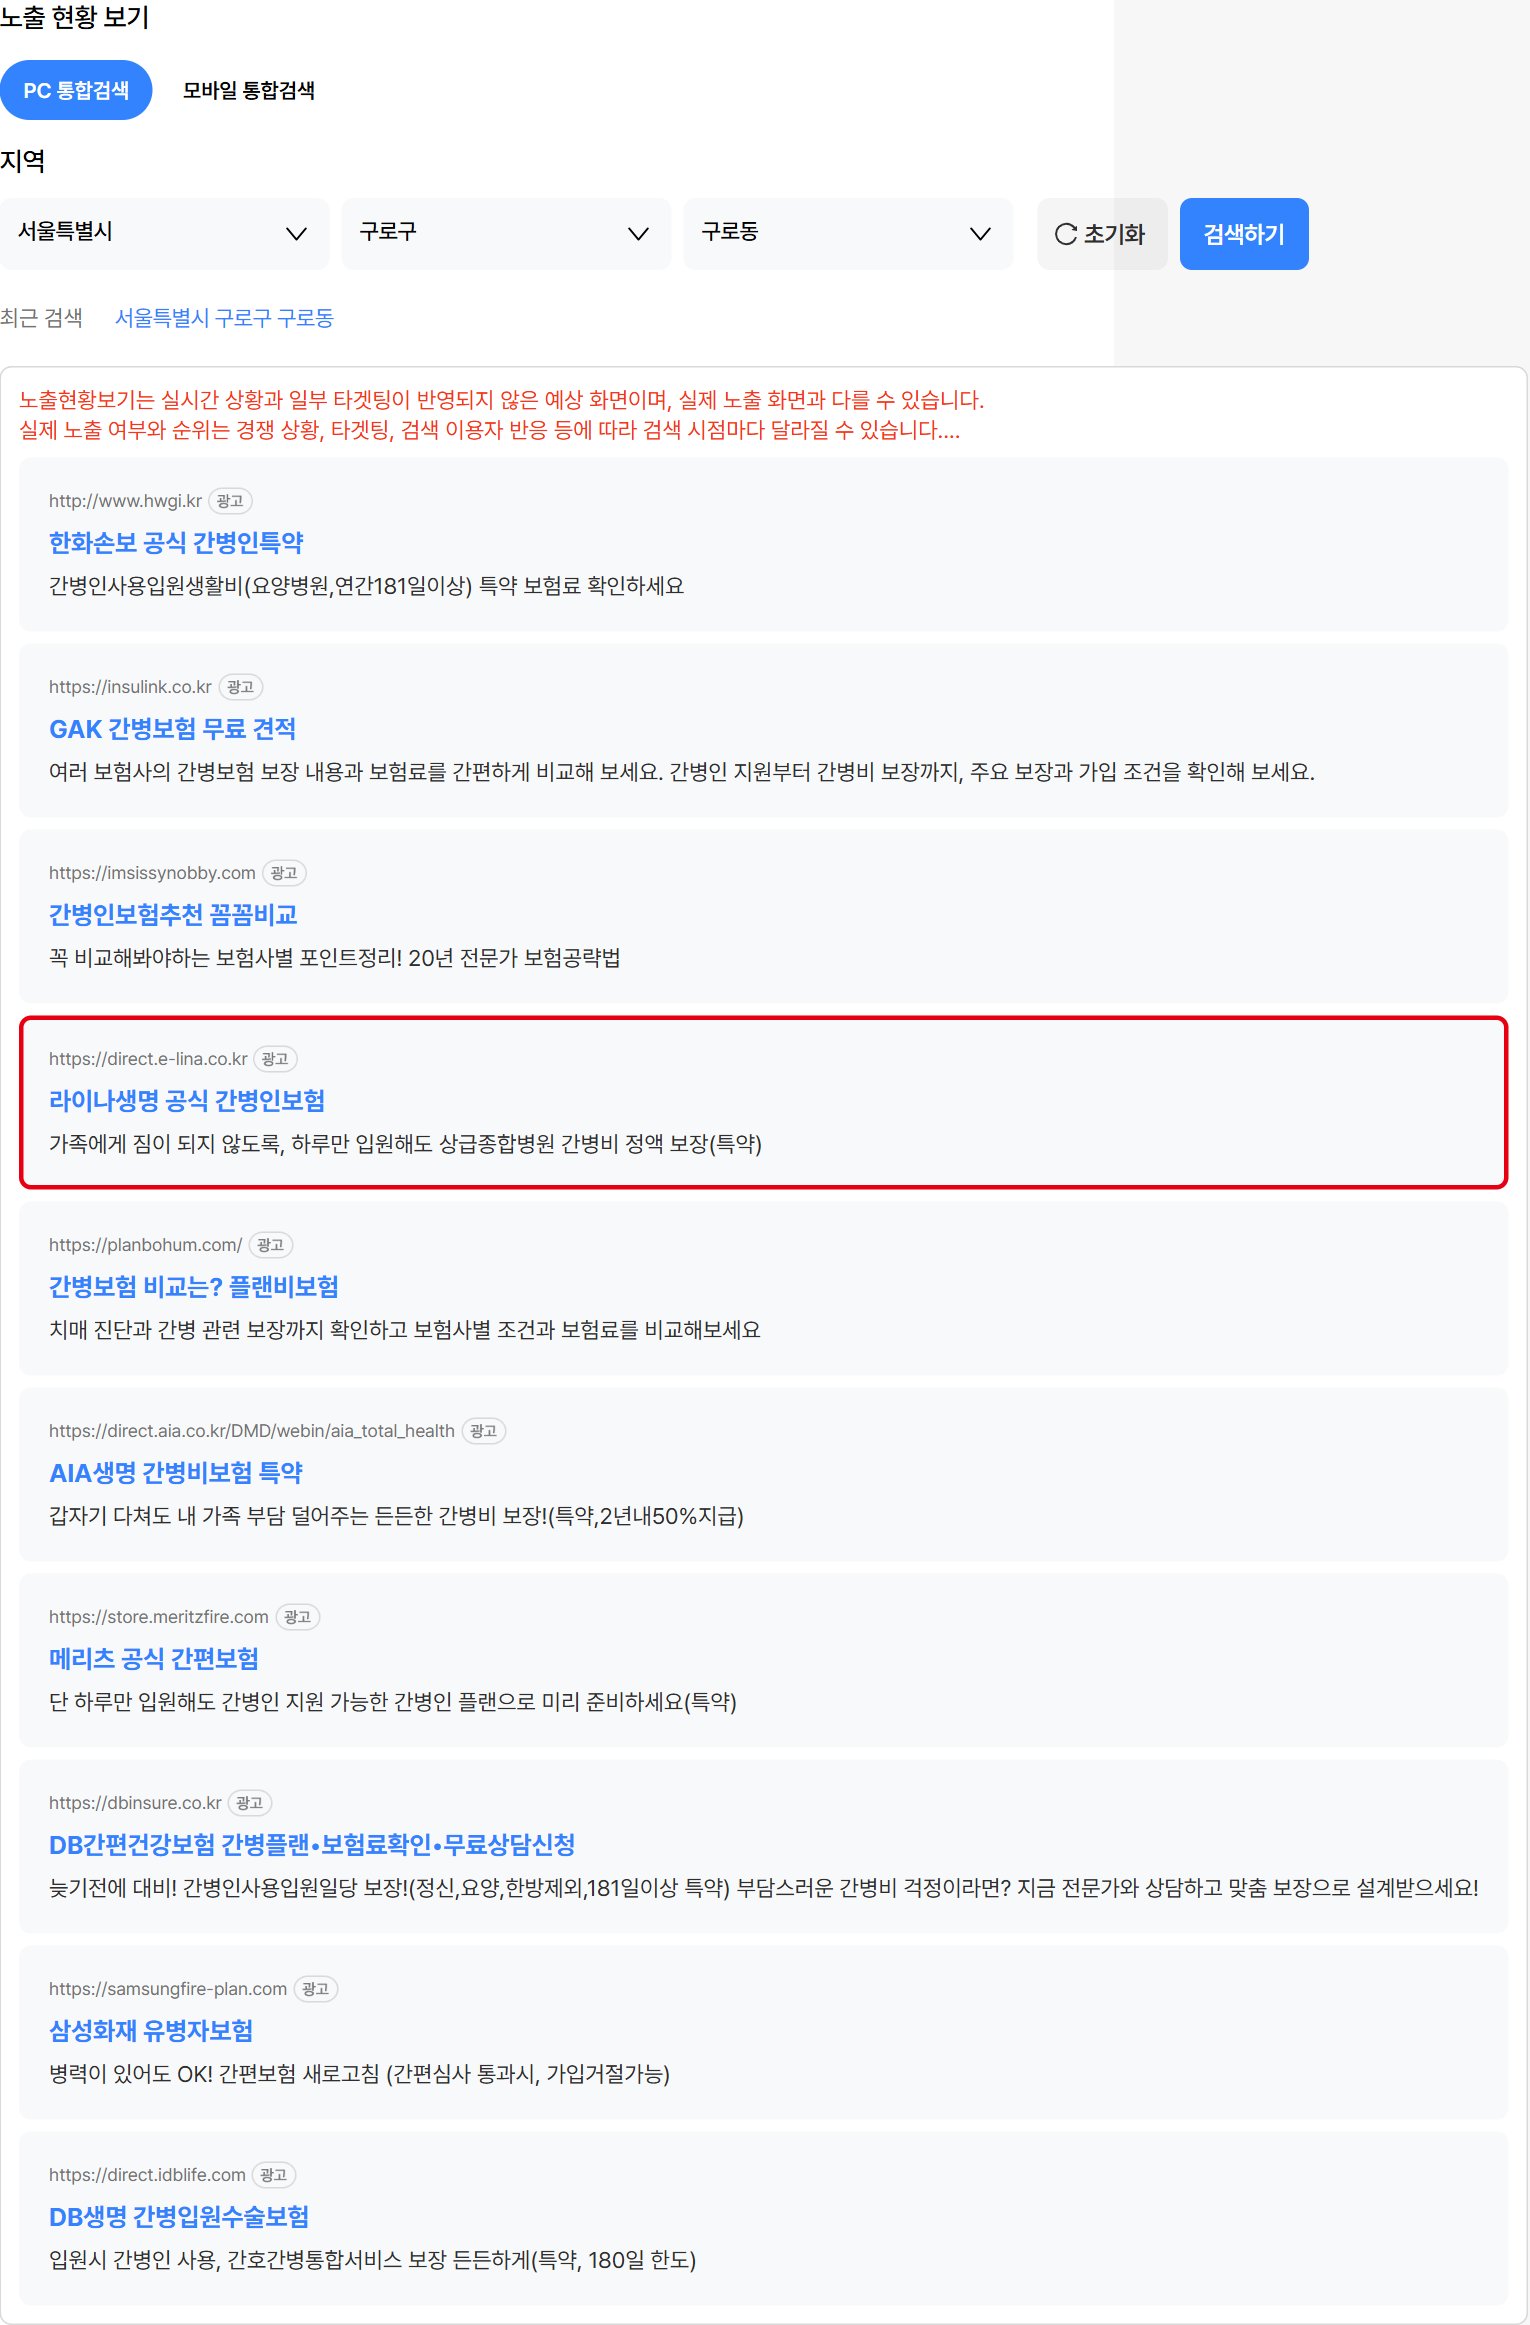 노출 현황 보기
PC 통합검색 모바일 통합검색
지역
서울특별시 구로구 구로동 초기화 검색하기
최근 검색 서울특별시 구로구 구로동
노출현황보기는 실시간 상황과 일부 타겟팅이 반영되지 않은 예상 화면이며, 실제 노출 화면과 다를 수 있습니다.
실제 노출 여부와 순위는 경쟁 상황, 타겟팅, 검색 이용자 반응 등에 따라 검색 시점마다 달라질 수 있습니다....
http://www.hwgi.kr 광고
한화손보 공식 간병인특약
간병인사용입원생활비(요양병원,연간181일이상) 특약 보험료 확인하세요
https://insulink.co.kr 광고
GAK 간병보험 무료 견적
여러 보험사의 간병보험 보장 내용과 보험료를 간편하게 비교해 보세요. 간병인 지원부터 간병비 보장까지, 주요 보장과 가입 조건을 확인해 보세요.
https://imsissynobby.com 광고
간병인보험추천 꼼꼼비교
꼭 비교해봐야하는 보험사별 포인트정리! 20년 전문가 보험공략법
https://direct.e-lina.co.kr 광고
라이나생명 공식 간병인보험
가족에게 짐이 되지 않도록, 하루만 입원해도 상급종합병원 간병비 정액 보장(특약)
https://planbohum.com/ 광고
간병보험 비교는? 플랜비보험
치매 진단과 간병 관련 보장까지 확인하고 보험사별 조건과 보험료를 비교해보세요
https://direct.aia.co.kr/DMD/webin/aia_total_health 광고
AIA생명 간병비보험 특약
갑자기 다쳐도 내 가족 부담 덜어주는 든든한 간병비 보장!(특약,2년내50%지급)
https://store.meritzfire.com 광고
메리츠 공식 간편보험
단 하루만 입원해도 간병인 지원 가능한 간병인 플랜으로 미리 준비하세요(특약)
https://dbinsure.co.kr 광고
DB간편건강보험 간병플랜•보험료확인•무료상담신청
늦기전에 대비! 간병인사용입원일당 보장!(정신,요양,한방제외,181일이상 특약) 부담스러운 간병비 걱정이라면? 지금 전문가와 상담하고 맞춤 보장으로 설계받으세요!
https://samsungfire-plan.com 광고
삼성화재 유병자보험
병력이 있어도 OK! 간편보험 새로고침 (간편심사 통과시, 가입거절가능)
https://direct.idblife.com 광고
DB생명 간병입원수술보험
입원시 간병인 사용, 간호간병통합서비스 보장 든든하게(특약, 180일 한도)